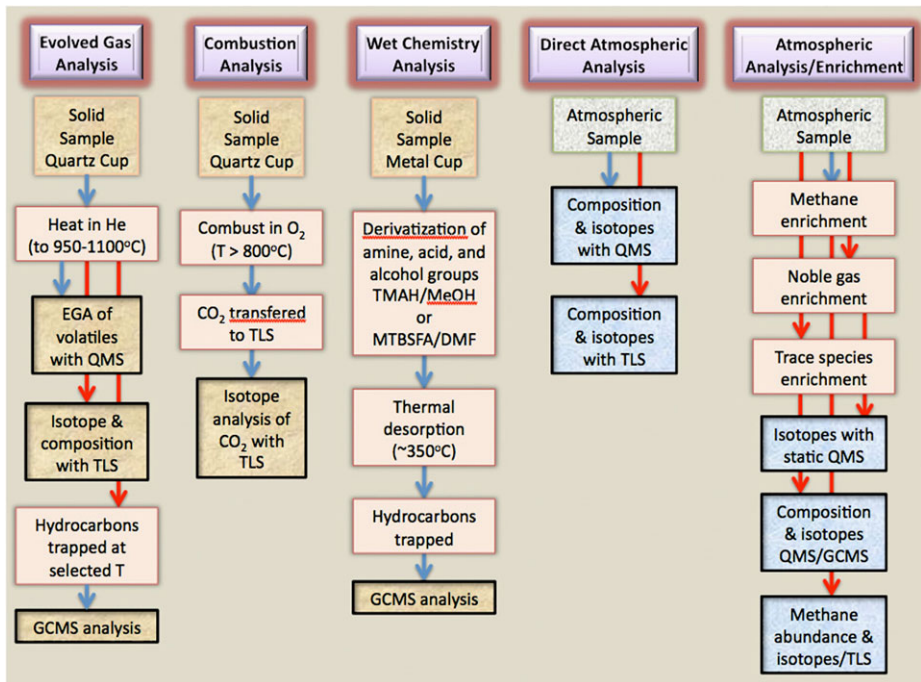 Evolved Gas
Analysis
Solid
Sample
Quartz Cup
Heat in He
(to 950-1100°C)
EGA of
volatiles
with QMS
Isotope &
composition
with TLS
Hydrocarbons
trapped at
selected T
GCMS analysis
Combustion
Analysis
Solid
Sample
Quartz Cup
Combust in O₂
(T > 800°C)
CO₂ transfered
to TLS
Isotope
analysis of
CO₂ with
TLS
Wet Chemistry
Analysis
Solid
Sample
Metal Cup
Derivatization of
amine, acid, and
alcohol groups
TMAH/MeOH
or
MTBSFA/DMF
Thermal
desorption
(~350°C)
Hydrocarbons
trapped
GCMS analysis
Direct Atmospheric
Analysis
Atmospheric
Sample
Composition
& isotopes
with QMS
Composition
& isotopes
with TLS
Atmospheric
Analysis/Enrichment
Atmospheric
Sample
Methane
enrichment
Noble gas
enrichment
Trace species
enrichment
Isotopes with
static QMS
Composition
& isotopes
QMS/GCMS
Methane
abundance &
isotopes/TLS